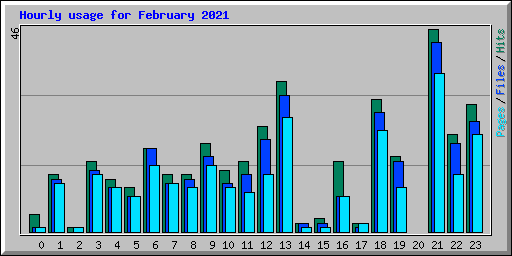 Hourly usage for February 2021
46
Pages/Files/Hits
0 1 2 3 4 5 6 7 8 9 10 11 12 13 14 15 16 17 18 19 20 21 22 23